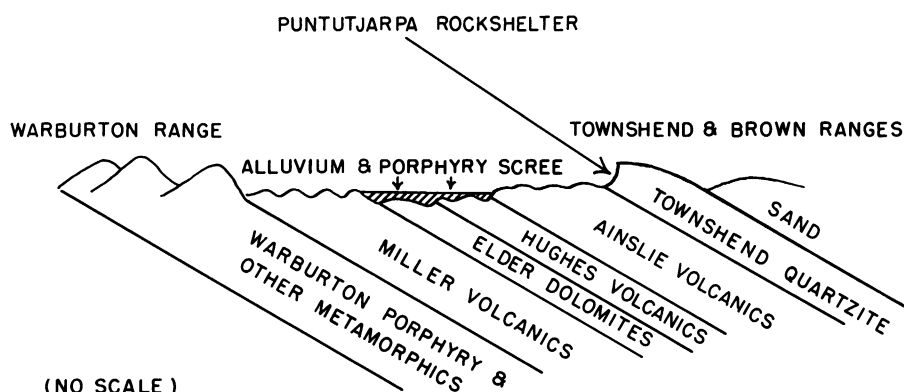 PUNTUTJARPA ROCKSHELTER
WARBURTON RANGE
TOWNSHEND & BROWN RANGES
ALLUVIUM & PORPHYRY SCREE
WARBURTON PORPHYRY &
OTHER METAMORPHICS
MILLER VOLCANICS
ELDER DOLOMITES
HUGHES VOLCANICS
AINSLIE VOLCANICS
TOWNSHEND QUARTZITE
SAND
(NO SCALE)